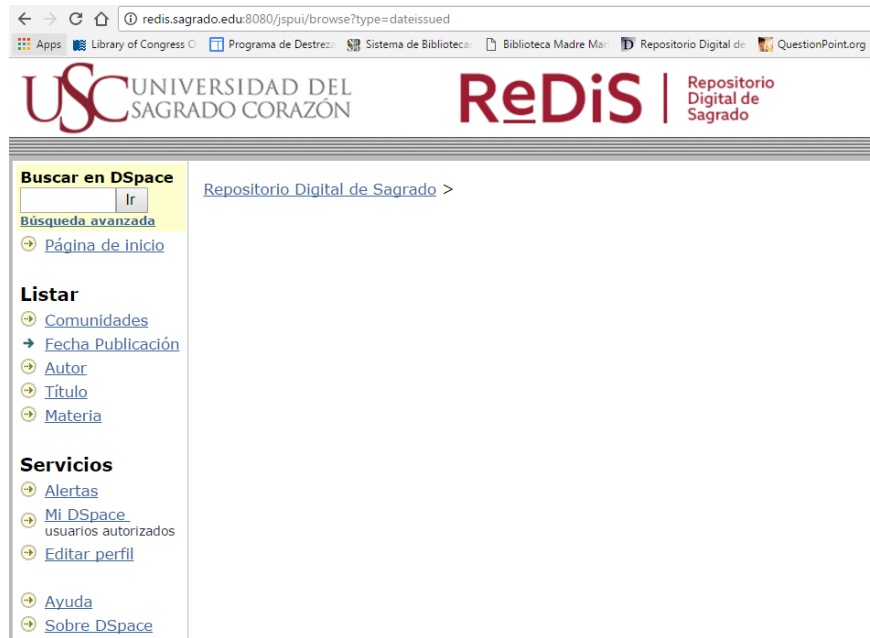 redis.sagrado.edu:8080/jspui/browse?type=dateissued
Apps Library of Congress C Programa de Destreza Sistema de Bibliotecas Biblioteca Madre Mar Repositorio Digital de QuestionPoint.org
USC UNIVERSIDAD DEL SAGRADO CORAZÓN
ReDiS
Repositorio
Digital de
Sagrado
Buscar en DSpace
Ir
Búsqueda avanzada
Página de inicio
Listar
Comunidades
Fecha Publicación
Autor
Título
Materia
Servicios
Alertas
Mi DSpace
usuarios autorizados
Editar perfil
Ayuda
Sobre DSpace
Repositorio Digital de Sagrado >